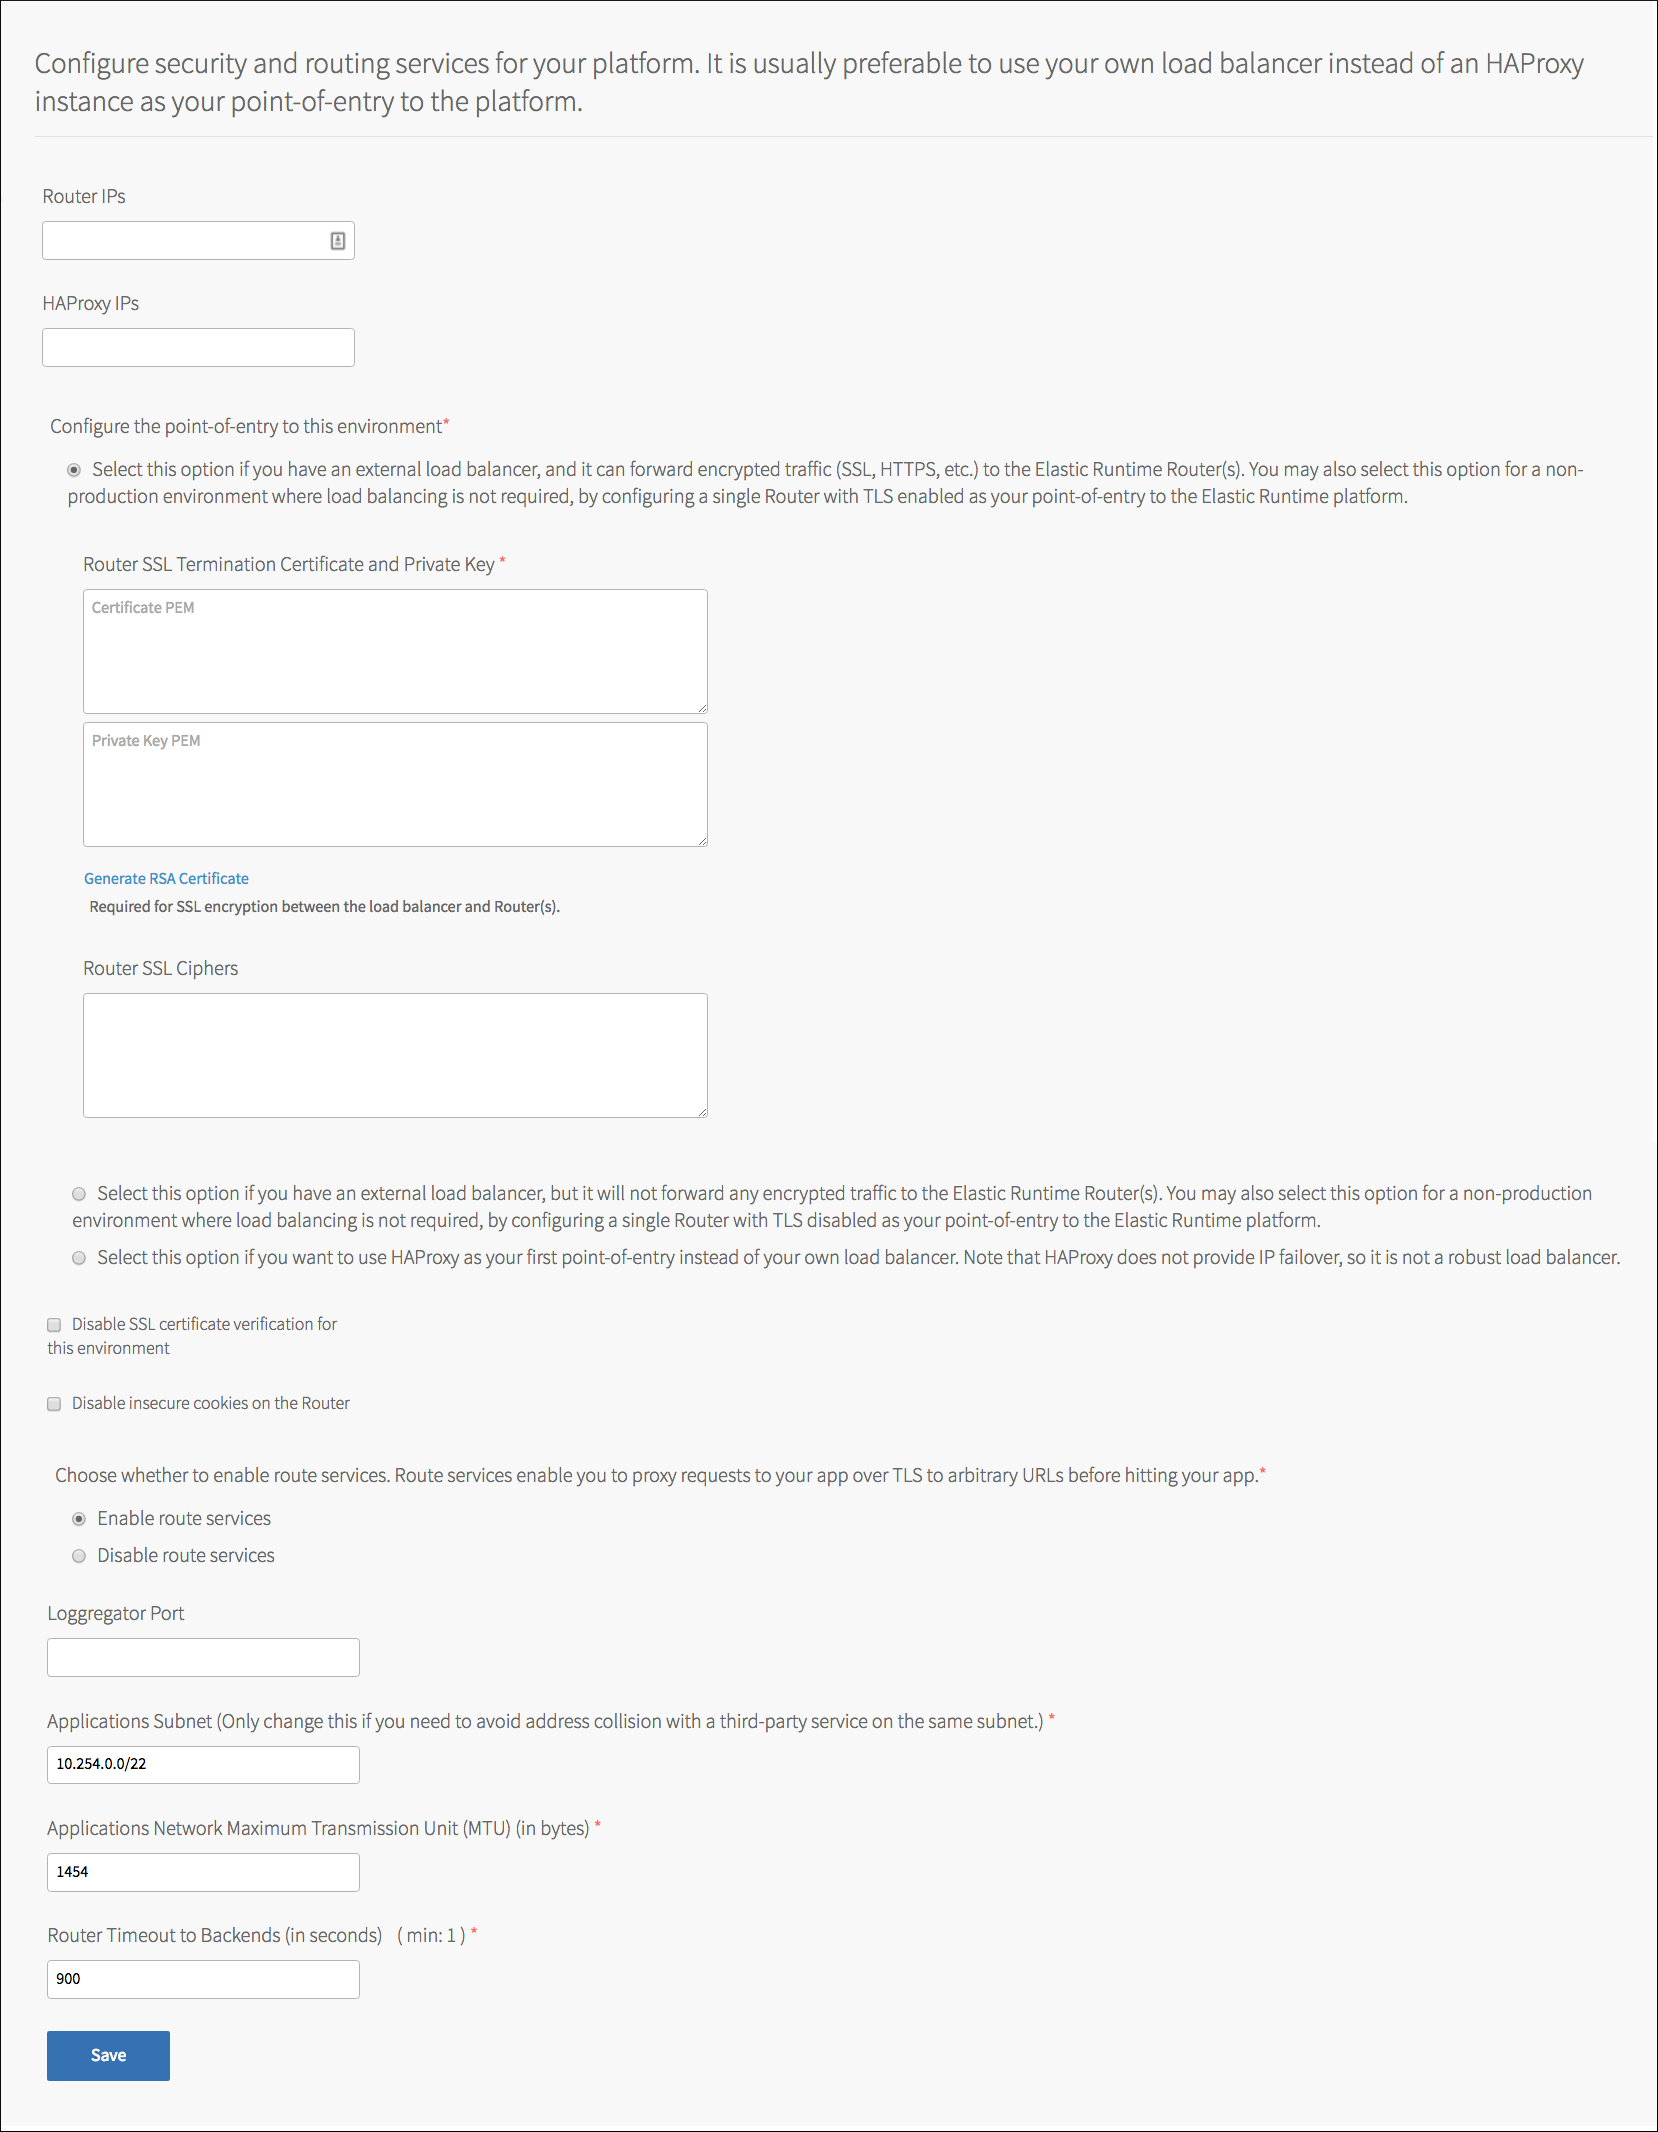 Configure security and routing services for your platform. It is usually preferable to use your own load balancer instead of an HAProxy
instance as your point-of-entry to the platform.
Router IPs
HAProxy IPs
Configure the point-of-entry to this environment*
Select this option if you have an external load balancer, and it can forward encrypted traffic (SSL, HTTPS, etc.) to the Elastic Runtime Router(s). You may also select this option for a non-
production environment where load balancing is not required, by configuring a single Router with TLS enabled as your point-of-entry to the Elastic Runtime platform.
Router SSL Termination Certificate and Private Key *
Certificate PEM
Private Key PEM
Generate RSA Certificate
Required for SSL encryption between the load balancer and Router(s).
Router SSL Ciphers
Select this option if you have an external load balancer, but it will not forward any encrypted traffic to the Elastic Runtime Router(s). You may also select this option for a non-production
environment where load balancing is not required, by configuring a single Router with TLS disabled as your point-of-entry to the Elastic Runtime platform.
Select this option if you want to use HAProxy as your first point-of-entry instead of your own load balancer. Note that HAProxy does not provide IP failover, so it is not a robust load balancer.
Disable SSL certificate verification for
this environment
Disable insecure cookies on the Router
Choose whether to enable route services. Route services enable you to proxy requests to your app over TLS to arbitrary URLs before hitting your app.*
Enable route services
Disable route services
Loggregator Port
Applications Subnet (Only change this if you need to avoid address collision with a third-party service on the same subnet.) *
10.254.0.0/22
Applications Network Maximum Transmission Unit (MTU) (in bytes) *
1454
Router Timeout to Backends (in seconds) ( min: 1 ) *
900
Save